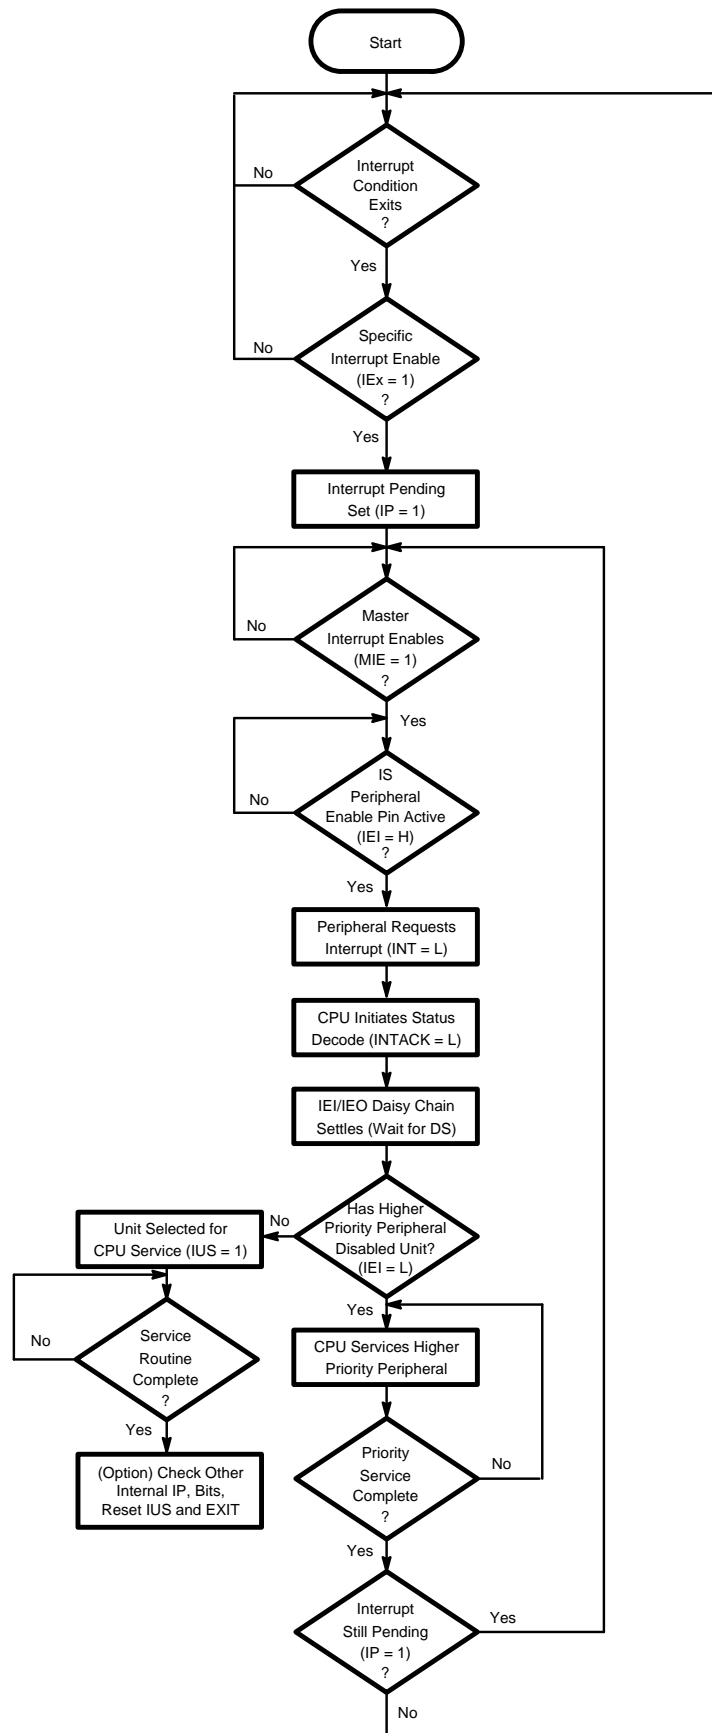 Start
Interrupt
Condition
Exits
?
No
Yes
Specific
Interrupt Enable
(IEx = 1)
?
No
Yes
Interrupt Pending
Set (IP = 1)
Master
Interrupt Enables
(MIE = 1)
?
No
Yes
IS
Peripheral
Enable Pin Active
(IEI = H)
?
No
Yes
Peripheral Requests
Interrupt (INT = L)
CPU Initiates Status
Decode (INTACK = L)
IEI/IEO Daisy Chain
Settles (Wait for DS)
Has Higher
Priority Peripheral
Disabled Unit?
(IEI = L)
No
Unit Selected for
CPU Service (IUS = 1)
Yes
Service
Routine
Complete
?
No
Yes
(Option) Check Other
Internal IP, Bits,
Reset IUS and EXIT
CPU Services Higher
Priority Peripheral
Priority
Service
Complete
?
No
Yes
Interrupt
Still Pending
(IP = 1)
?
Yes
No